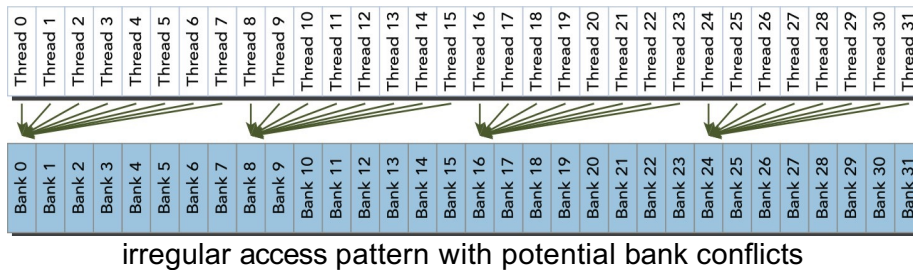 Thread 0
Thread 1
Thread 2
Thread 3
Thread 4
Thread 5
Thread 6
Thread 7
Thread 8
Thread 9
Thread 10
Thread 11
Thread 12
Thread 13
Thread 14
Thread 15
Thread 16
Thread 17
Thread 18
Thread 19
Thread 20
Thread 21
Thread 22
Thread 23
Thread 24
Thread 25
Thread 26
Thread 27
Thread 28
Thread 29
Thread 30
Thread 31
Bank 0
Bank 1
Bank 2
Bank 3
Bank 4
Bank 5
Bank 6
Bank 7
Bank 8
Bank 9
Bank 10
Bank 11
Bank 12
Bank 13
Bank 14
Bank 15
Bank 16
Bank 17
Bank 18
Bank 19
Bank 20
Bank 21
Bank 22
Bank 23
Bank 24
Bank 25
Bank 26
Bank 27
Bank 28
Bank 29
Bank 30
Bank 31
irregular access pattern with potential bank conflicts